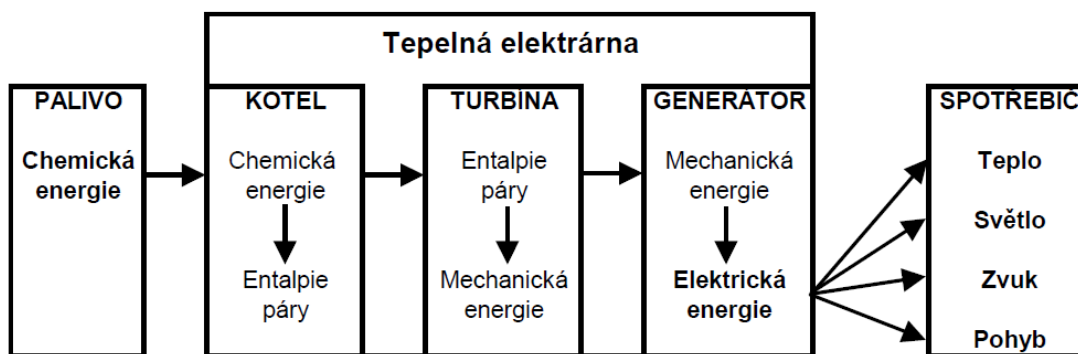 Tepelná elektrárna
PALIVO
Chemická
energie
KOTEL
Chemická
energie
Entalpie
páry
TURBÍNA
Entalpie
páry
Mechanická
energie
GENERÁTOR
Mechanická
energie
Elektrická
energie
SPOTŘEBIČ
Teplo
Světlo
Zvuk
Pohyb